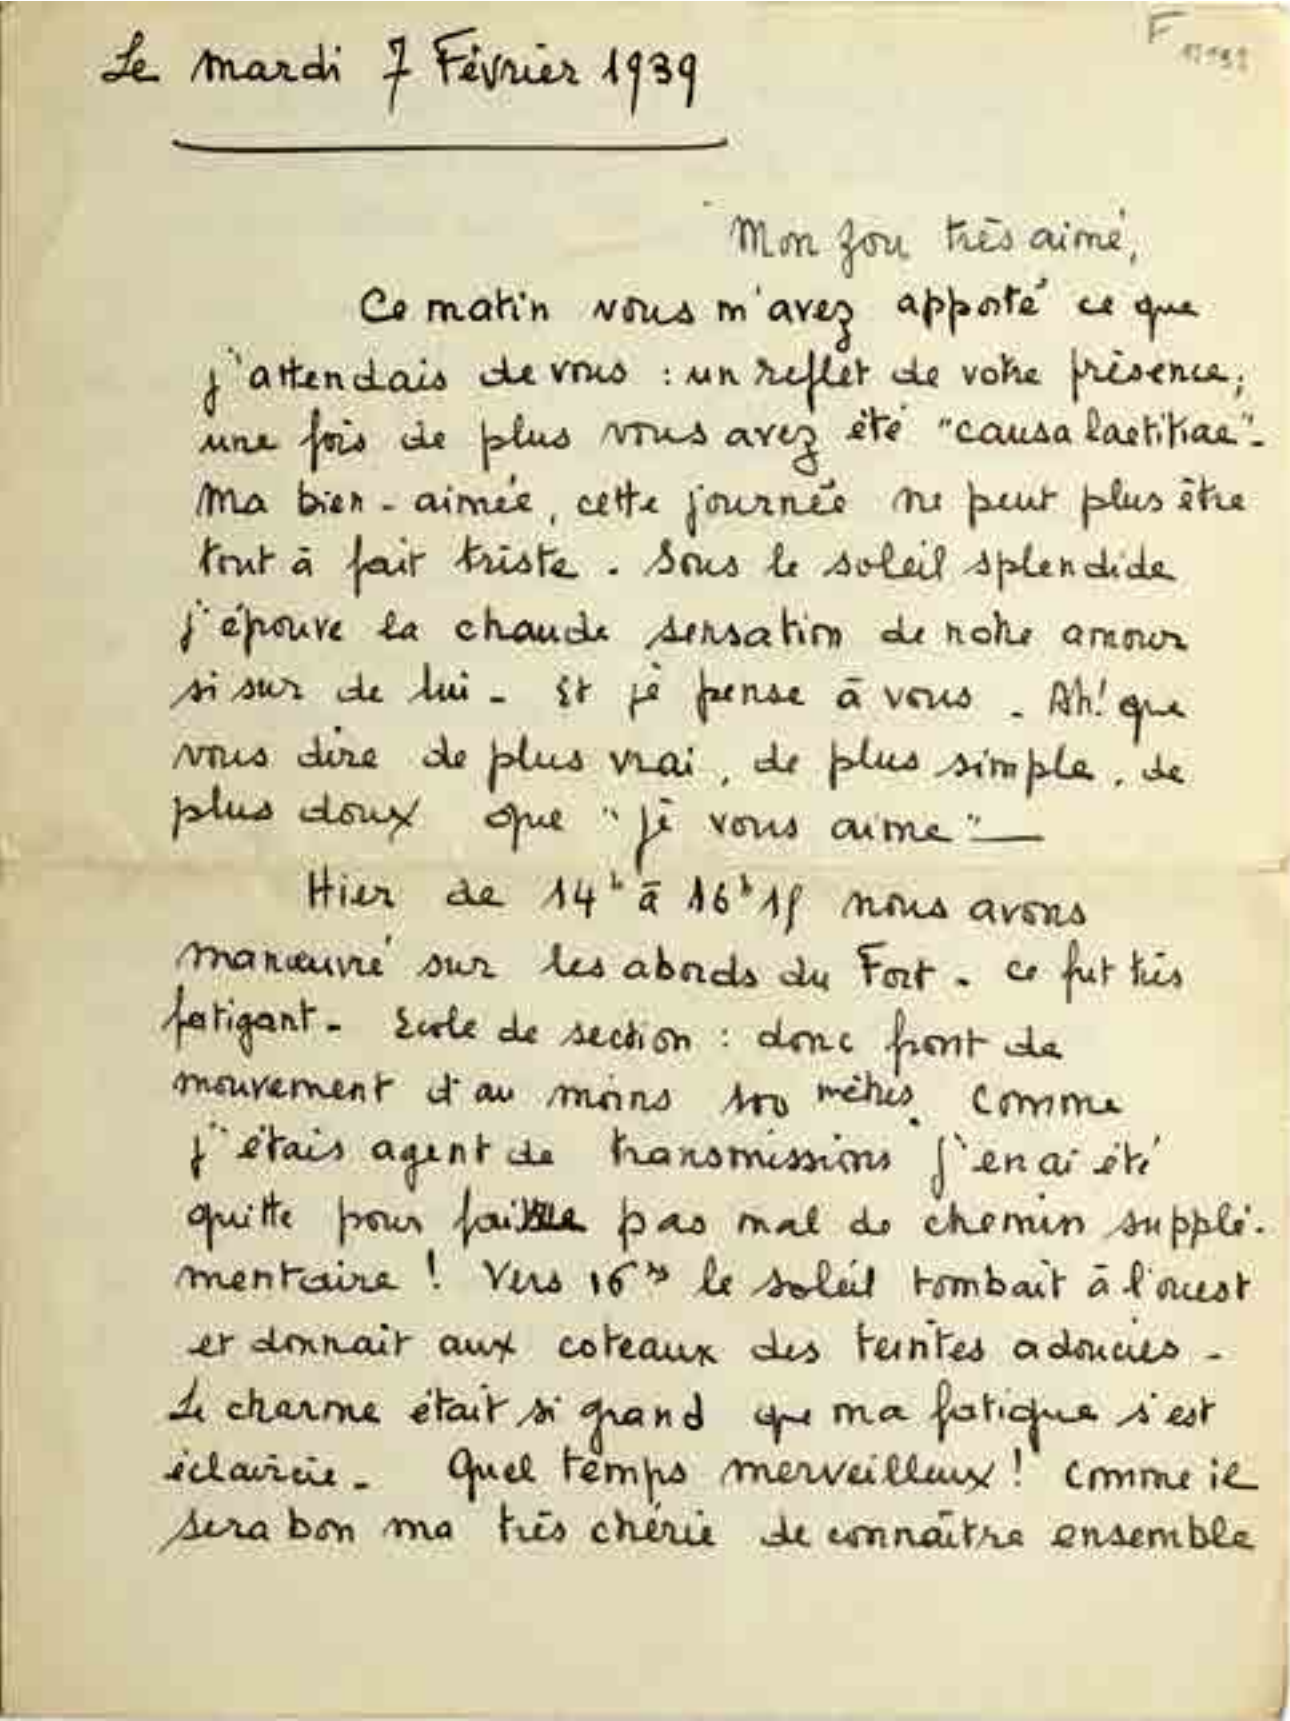 F
Le mardi 7 Février 1939
Mon fou très aimé,
Ce matin vous m'avez apporté ce que
j'attendais de vous : un reflet de votre présence ;
une fois de plus vous avez été "causa laetitiae" -
Ma bien-aimée, cette journée ne peut plus être
tout à fait triste. Sous le soleil splendide
j'épouve la chaude sensation de notre amour
si sur de lui - Et je pense à vous - Ah! que
vous dire de plus vrai, de plus simple, de
plus doux que "je vous aime" —
Hier de 14h à 16h 15 nous avons
manœuvré sur les abords du Fort - ce fut très
fatigant - Ecole de section : donc front de
mouvement d'au moins 100 mètres. Comme
j'étais agent de transmissions j'en ai été
quitte pour faire pas mal de chemin supplé-
mentaire ! Vers 16hs le soleil tombait à l'ouest
et donnait aux coteaux des teintes adoucies -
Le charme était si grand que ma fatigue s'est
éclaircie - Quel temps merveilleux ! Comme il
sera bon ma très chérie de connaître ensemble